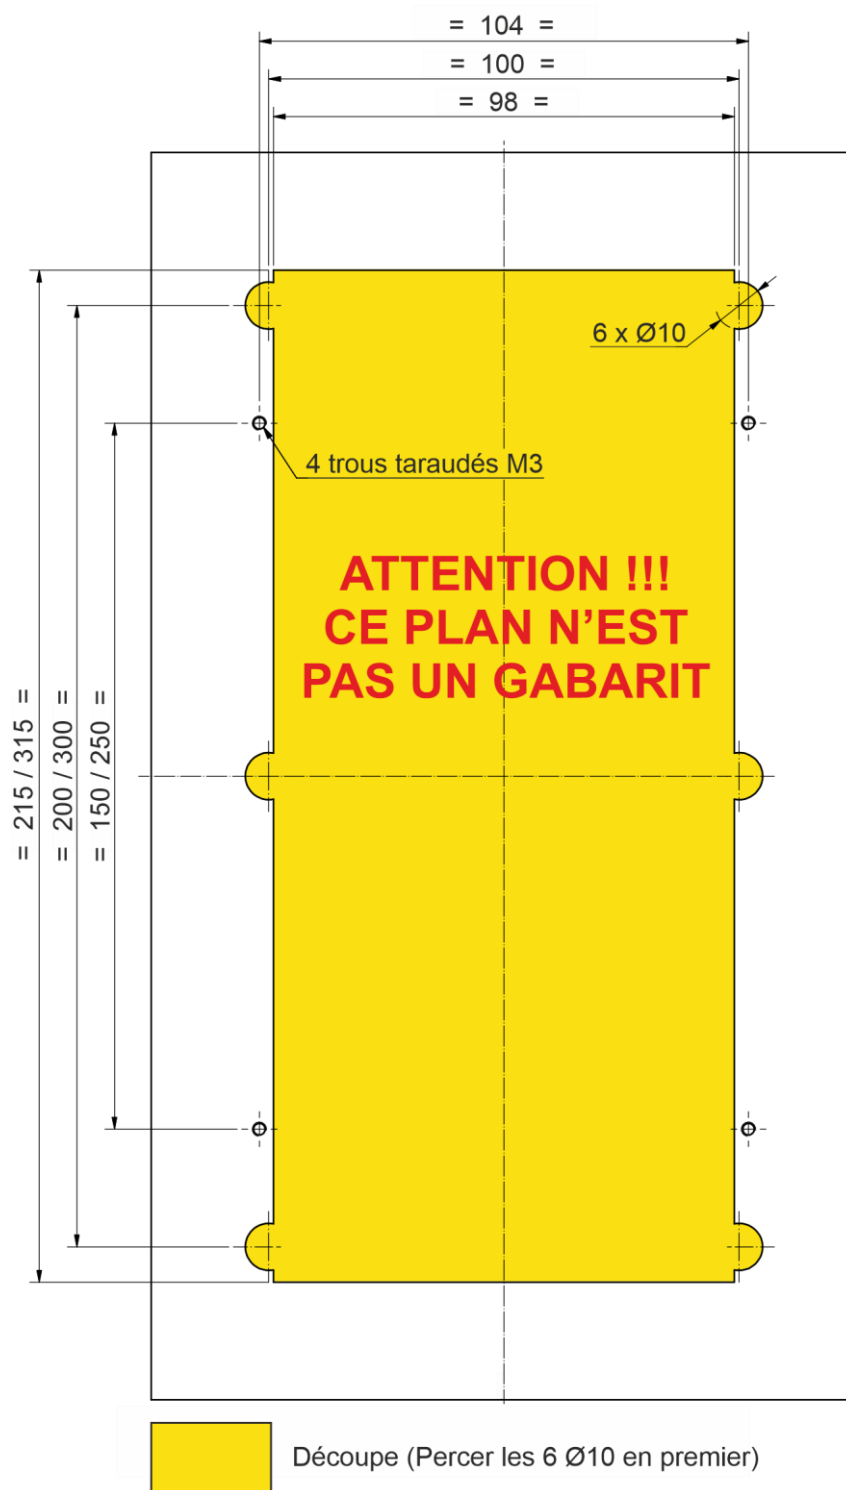 = 104 =
= 100 =
= 98 =
6 x Ø10
4 trous taraudés M3
ATTENTION !!!
CE PLAN N’EST
PAS UN GABARIT
= 215 / 315 =
= 200 / 300 =
= 150 / 250 =
Découpe (Percer les 6 Ø10 en premier)